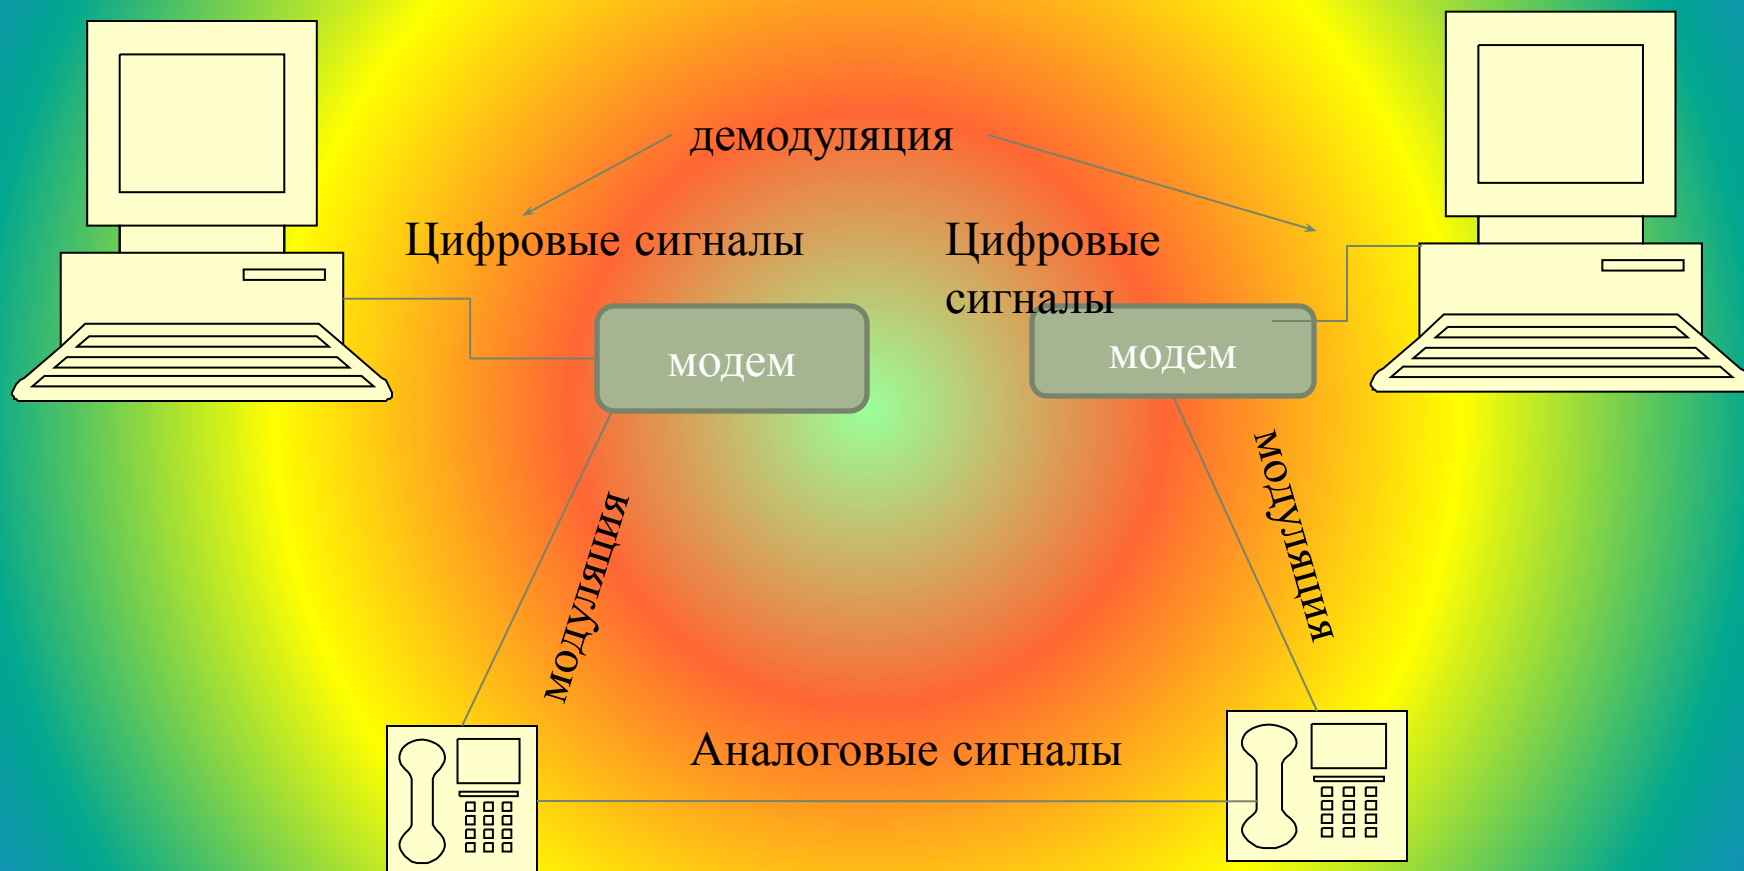 демодуляция
Цифровые сигналы
Цифровые
сигналы
модем
модем
модуляция
модуляция
Аналоговые сигналы